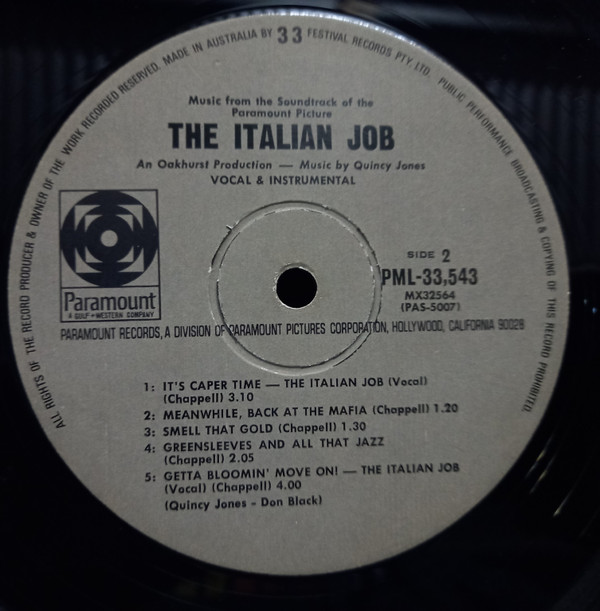 ALL RIGHTS OF THE RECORD PRODUCER & OWNER OF THE WORK RECORDED RESERVED. MADE IN AUSTRALIA BY 33 FESTIVAL RECORDS PTY. LTD. PUBLIC PERFORMANCE BROADCASTING & COPYING OF THIS RECORD PROHIBITED.
Music from the Soundtrack of the
Paramount Picture
THE ITALIAN JOB
An Oakhurst Production — Music by Quincy Jones
VOCAL & INSTRUMENTAL
Paramount
A GULF+WESTERN COMPANY
SIDE 2
PML-33,543
MX32564
(PAS-5007)
PARAMOUNT RECORDS, A DIVISION OF PARAMOUNT PICTURES CORPORATION, HOLLYWOOD, CALIFORNIA 90028
1: IT'S CAPER TIME — THE ITALIAN JOB (Vocal)
(Chappell) 3.10
2: MEANWHILE, BACK AT THE MAFIA (Chappell) 1.20
3: SMELL THAT GOLD (Chappell) 1.30
4: GREENSLEEVES AND ALL THAT JAZZ
(Chappell) 2.05
5: GETTA BLOOMIN' MOVE ON! — THE ITALIAN JOB
(Vocal) (Chappell) 4.00
(Quincy Jones - Don Black)